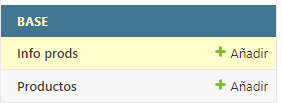 BASE
Info prods + Añadir
Productos + Añadir